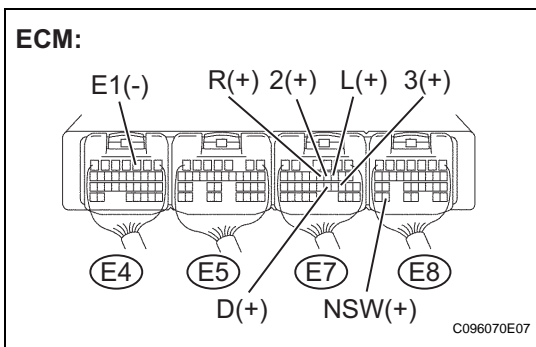 ECM:
E1(-) R(+) 2(+) L(+) 3(+)
E4 E5 E7 E8
D(+) NSW(+)
C096070E07